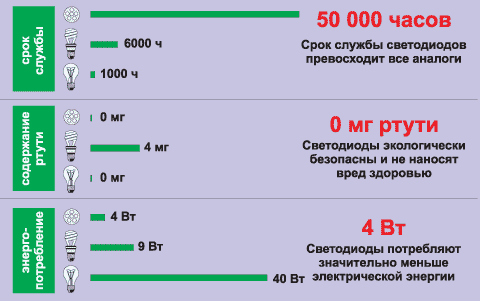 срок
службы
50 000 часов
6000 ч
1000 ч
Срок службы светодиодов
превосходит все аналоги
содержание
ртути
0 мг
4 мг
0 мг
0 мг ртути
Светодиоды экологически
безопасны и не наносят
вред здоровью
энерго-
потребление
4 Вт
9 Вт
40 Вт
4 Вт
Светодиоды потребляют
значительно меньше
электрической энергии